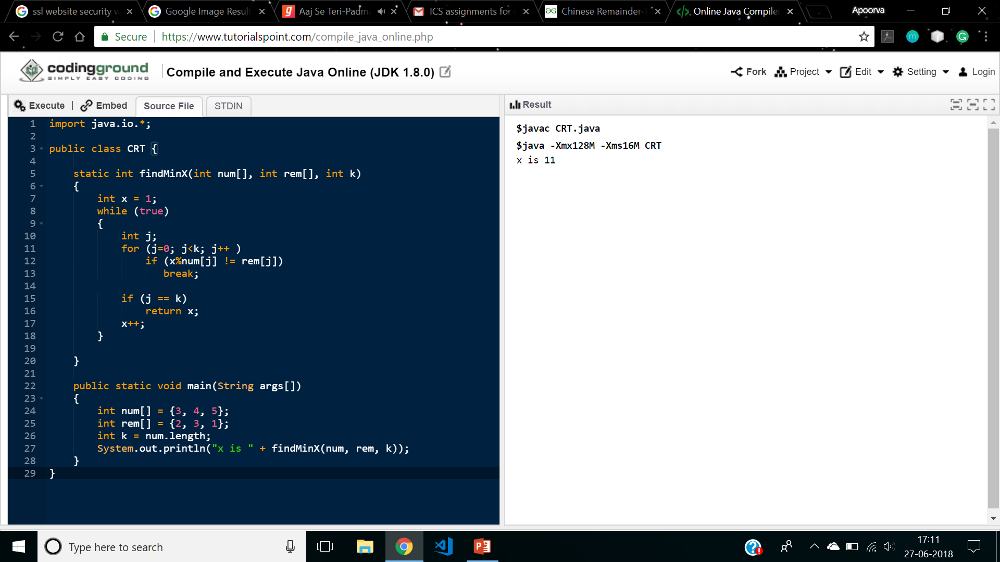 ssl website security w
Google Image Result
Aaj Se Teri-Padm
ICS assignments for
Chinese Remainder-T
Online Java Compile
Apoorva
Secure
https://www.tutorialspoint.com/compile_java_online.php
codingground
SIMPLY EASY CODING
Compile and Execute Java Online (JDK 1.8.0)
Fork
Project
Edit
Setting
Login
Execute | Embed
Source File
STDIN
Result
1 import java.io.*;
2
3 public class CRT {
4
5 static int findMinX(int num[], int rem[], int k)
6 {
7 int x = 1;
8 while (true)
9 {
10 int j;
11 for (j=0; j<k; j++ )
12 if (x%num[j] != rem[j])
13 break;
14
15 if (j == k)
16 return x;
17 x++;
18 }
19
20 }
21
22 public static void main(String args[])
23 {
24 int num[] = {3, 4, 5};
25 int rem[] = {2, 3, 1};
26 int k = num.length;
27 System.out.println("x is " + findMinX(num, rem, k));
28 }
29 }
$javac CRT.java
$java -Xmx128M -Xms16M CRT
x is 11
Type here to search
17:11
27-06-2018